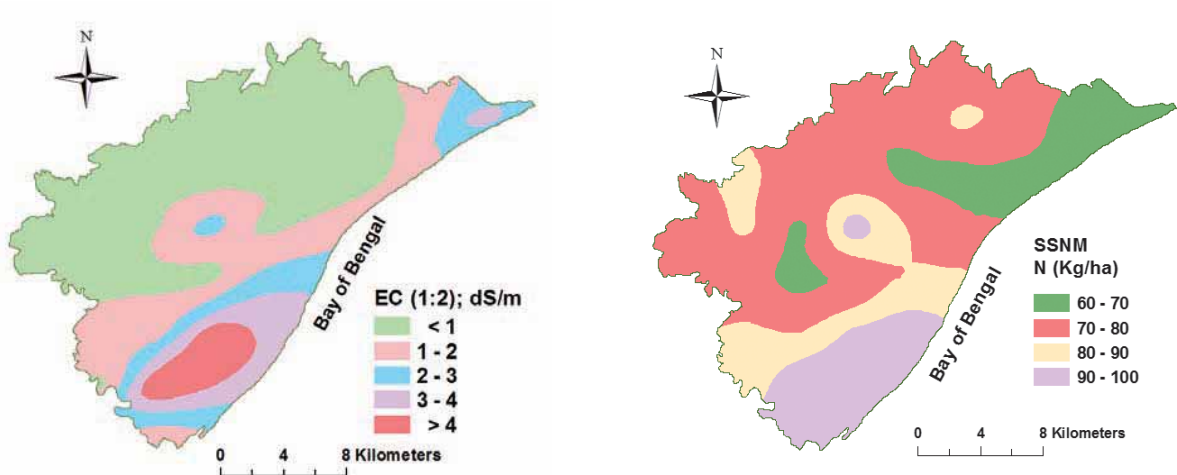 N
Bay of Bengal
EC (1:2); dS/m
< 1
1 - 2
2 - 3
3 - 4
> 4
0 4 8 Kilometers
N
Bay of Bengal
SSNM
N (Kg/ha)
60 - 70
70 - 80
80 - 90
90 - 100
0 4 8 Kilometers